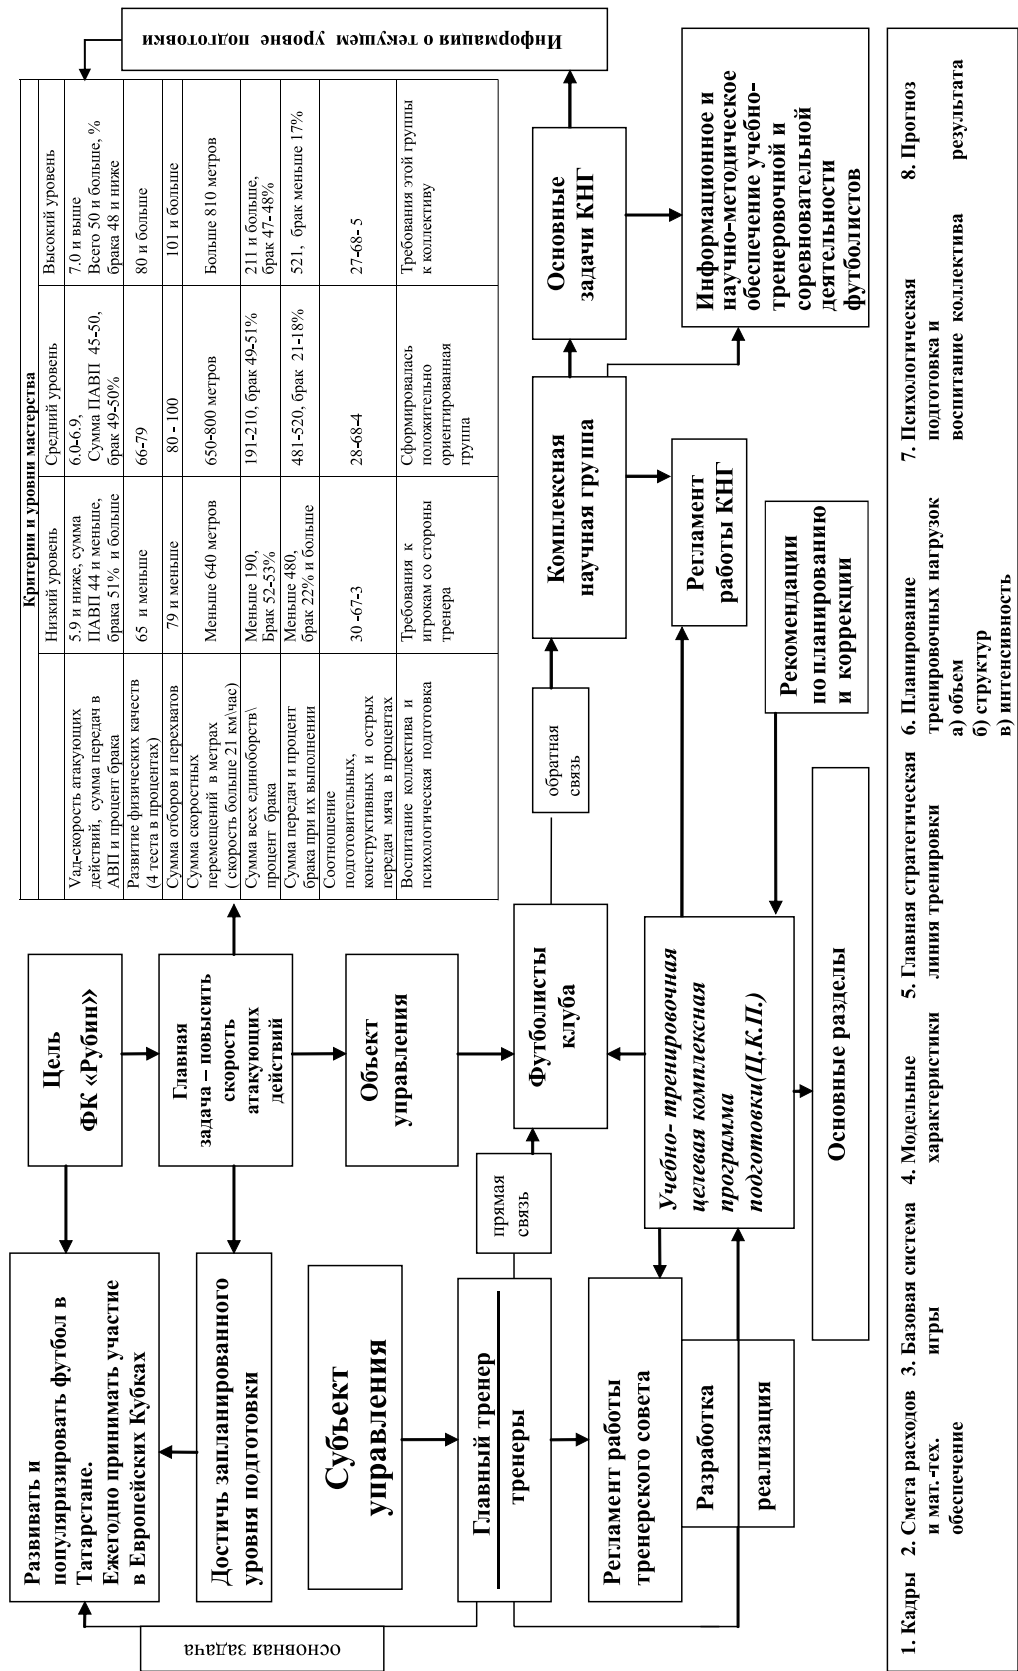 Развивать и
популяризировать футбол в
Татарстане.
Ежегодно принимать участие
в Европейских Кубках
Цель
ФК «Рубин»
Достичь запланированного
уровня подготовки
Главная
задача – повысить
скорость
атакующих
действий
Субъект
управления
Объект
управления
основная задача
Главный тренер
тренеры
прямая
связь
Футболисты
клуба
обратная
связь
Комплексная
научная группа
Основные
задачи КНГ
Информация о текущем уровне подготовки
Критерии и уровни мастерства
Низкий уровень
Средний уровень
Высокий уровень
Vад-скорость атакующих
действий, сумма передач в
АВП и процент брака
5.9 и ниже, сумма
ПАВП 44 и меньше,
брака 51% и больше
6.0-6.9,
Сумма ПАВП 45-50,
брак 49-50%
7.0 и выше
Всего 50 и больше, %
брака 48 и ниже
Развитие физических качеств
(4 теста в процентах)
65 и меньше
66-79
80 и больше
Сумма отборов и перехватов
79 и меньше
80 - 100
101 и больше
Сумма скоростных
перемещений в метрах
( скорость больше 21 км\час)
Меньше 640 метров
650-800 метров
Больше 810 метров
Сумма всех единоборств\
процент брака
Меньше 190,
Брак 52-53%
191-210, брак 49-51%
211 и больше,
брак 47-48%
Сумма передач и процент
брака при их выполнении
Меньше 480,
брак 22% и больше
481-520, брак 21-18%
521, брак меньше 17%
Соотношение
подготовительных,
конструктивных и острых
передач мяча в процентах
30 -67-3
28-68-4
27-68- 5
Воспитание коллектива и
психологическая подготовка
Требования к
игрокам со стороны
тренера
Сформировалась
положительно
ориентированная
группа
Требования этой группы
к коллективу
Регламент работы
тренерского совета
Разработка
реализация
Учебно- тренировочная
целевая комплексная
программа
подготовки(Ц.К.П.)
Регламент
работы КНГ
Информационное и
научно-методическое
обеспечение учебно-
тренеровочной и
соревновательной
деятельности
футболистов
Рекомендации
по планированию
и коррекции
Основные разделы
1. Кадры
2. Смета расходов
и мат.-тех.
обеспечение
3. Базовая система
игры
4. Модельные
характеристики
5. Главная стратегическая
линия тренировки
6. Планирование
тренировочных нагрузок
а) объем
б) структур
в) интенсивность
7. Психологическая
подготовка и
воспитание коллектива
8. Прогноз
результата